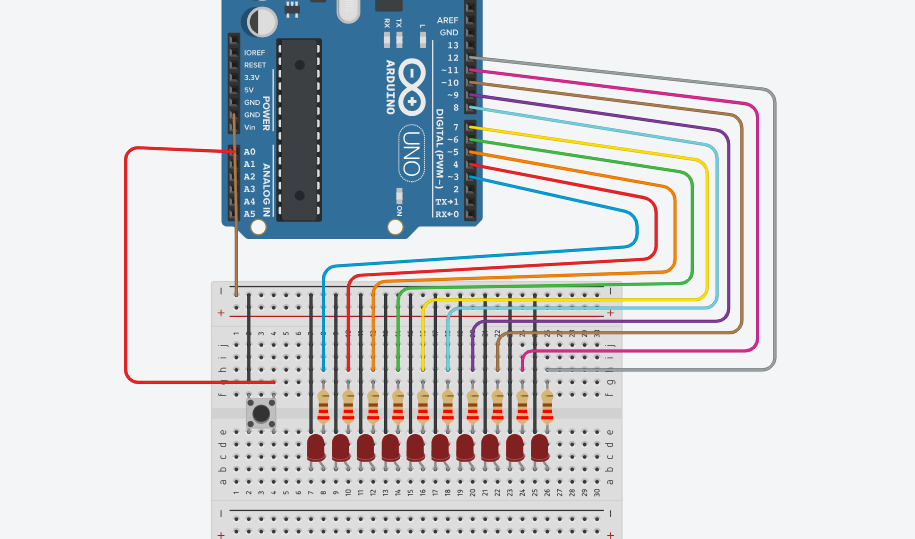 RX
TX
L
AREF
GND
13
12
~11
~10
~9
8
7
~6
~5
4
~3
2
TX→1
RX←0
DIGITAL (PWM~)
IOREF
RESET
3.3V
5V
GND
GND
Vin
POWER
A0
A1
A2
A3
A4
A5
ANALOG IN
ARDUINO
UNO
ON
− −
+ +
j j
i i
h h
g g
f f
e e
d d
c c
b b
a a
1 2 3 4 5 6 7 8 9 10 11 12 13 14 15 16 17 18 19 20 21 22 23 24 25 26 27 28 29 30
− −
+ +